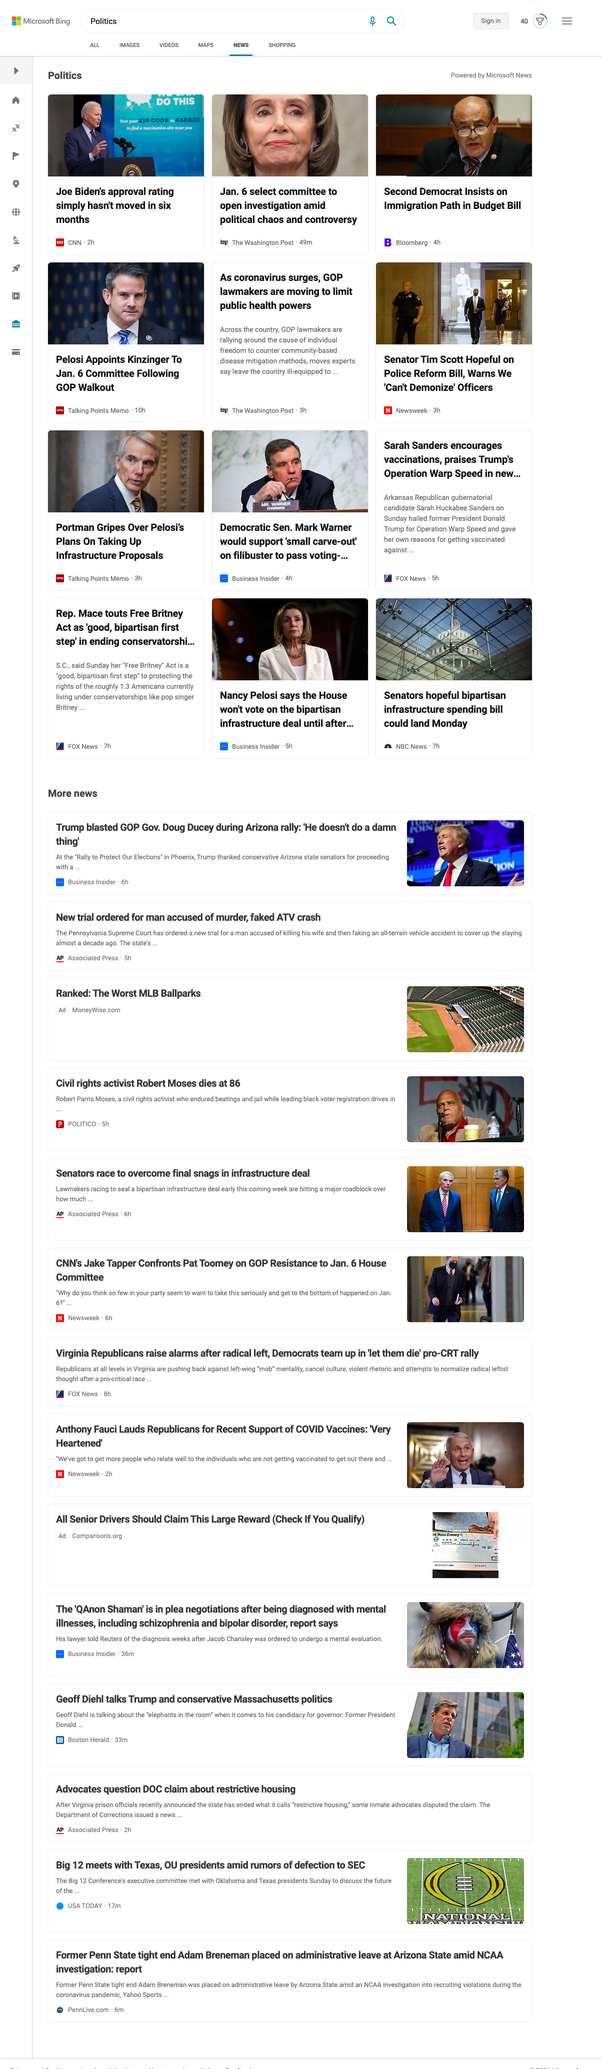 Microsoft Bing
Politics
Sign in
40
ALL
IMAGES
VIDEOS
MAPS
NEWS
SHOPPING
Politics
Powered by Microsoft News
DO THIS
Text your ZIP CODE to 438829
to find a vaccination site near you
Joe Biden's approval rating
simply hasn't moved in six
months
CNN · 2h
Jan. 6 select committee to
open investigation amid
political chaos and controversy
The Washington Post · 49m
Second Democrat Insists on
Immigration Path in Budget Bill
Bloomberg · 4h
Pelosi Appoints Kinzinger To
Jan. 6 Committee Following
GOP Walkout
Talking Points Memo · 10h
As coronavirus surges, GOP
lawmakers are moving to limit
public health powers
Across the country, GOP lawmakers are
rallying around the cause of individual
freedom to counter community-based
disease mitigation methods, moves experts
say leave the country ill-equipped to ...
The Washington Post · 3h
Senator Tim Scott Hopeful on
Police Reform Bill, Warns We
'Can't Demonize' Officers
Newsweek · 3h
Portman Gripes Over Pelosi's
Plans On Taking Up
Infrastructure Proposals
Talking Points Memo · 3h
MR. WARNER
Democratic Sen. Mark Warner
would support 'small carve-out'
on filibuster to pass voting-...
Business Insider · 4h
Sarah Sanders encourages
vaccinations, praises Trump's
Operation Warp Speed in new...
Arkansas Republican gubernatorial
candidate Sarah Huckabee Sanders on
Sunday hailed former President Donald
Trump for Operation Warp Speed and gave
her own reasons for getting vaccinated
against ...
FOX News · 5h
Rep. Mace touts Free Britney
Act as 'good, bipartisan first
step' in ending conservatorshi...
S.C., said Sunday her "Free Britney" Act is a
"good, bipartisan first step" to protecting the
rights of the roughly 1.3 Americans currently
living under conservatorships like pop singer
Britney ...
FOX News · 7h
Nancy Pelosi says the House
won't vote on the bipartisan
infrastructure deal until after...
Business Insider · 5h
Senators hopeful bipartisan
infrastructure spending bill
could land Monday
NBC News · 7h
More news
Trump blasted GOP Gov. Doug Ducey during Arizona rally: 'He doesn't do a damn
thing'
At the "Rally to Protect Our Elections" in Phoenix, Trump thanked conservative Arizona state senators for proceeding
with a ...
Business Insider · 6h
New trial ordered for man accused of murder, faked ATV crash
The Pennsylvania Supreme Court has ordered a new trial for a man accused of killing his wife and then faking an all-terrain vehicle accident to cover up the slaying
almost a decade ago. The state's ...
AP Associated Press · 5h
Ranked: The Worst MLB Ballparks
Ad MoneyWise.com
Civil rights activist Robert Moses dies at 86
Robert Parris Moses, a civil rights activist who endured beatings and jail while leading black voter registration drives in
...
POLITICO · 5h
Senators race to overcome final snags in infrastructure deal
Lawmakers racing to seal a bipartisan infrastructure deal early this coming week are hitting a major roadblock over
how much ...
AP Associated Press · 6h
CNN's Jake Tapper Confronts Pat Toomey on GOP Resistance to Jan. 6 House
Committee
"Why do you think so few in your party seem to want to take this seriously and get to the bottom of happened on Jan.
6?" ...
Newsweek · 6h
Virginia Republicans raise alarms after radical left, Democrats team up in 'let them die' pro-CRT rally
Republicans at all levels in Virginia are pushing back against left-wing "mob" mentality, cancel culture, violent rhetoric and attempts to normalize radical leftist
thought after a pro-critical race ...
FOX News · 8h
Anthony Fauci Lauds Republicans for Recent Support of COVID Vaccines: 'Very
Heartened'
"We've got to get more people who relate well to the individuals who are not getting vaccinated to get out there and ...
Newsweek · 2h
All Senior Drivers Should Claim This Large Reward (Check If You Qualify)
Ad Comparisons.org
The 'QAnon Shaman' is in plea negotiations after being diagnosed with mental
illnesses, including schizophrenia and bipolar disorder, report says
His lawyer told Reuters of the diagnosis weeks after Jacob Chansley was ordered to undergo a mental evaluation.
Business Insider · 36m
Geoff Diehl talks Trump and conservative Massachusetts politics
Geoff Diehl is talking about the "elephants in the room" when it comes to his candidacy for governor: Former President
Donald ...
Boston Herald · 33m
Advocates question DOC claim about restrictive housing
After Virginia prison officials recently announced the state has ended what it calls "restrictive housing," some inmate advocates disputed the claim. The
Department of Corrections issued a news ...
AP Associated Press · 2h
Big 12 meets with Texas, OU presidents amid rumors of defection to SEC
The Big 12 Conference's executive committee met with Oklahoma and Texas presidents Sunday to discuss the future
of the ...
USA TODAY · 17m
NATIONAL
Former Penn State tight end Adam Breneman placed on administrative leave at Arizona State amid NCAA
investigation: report
Former Penn State tight end Adam Breneman was placed on administrative leave by Arizona State amid an NCAA investigation into recruiting violations during the
coronavirus pandemic, Yahoo Sports ...
PennLive.com · 6m